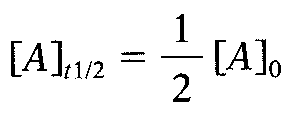 [A]t1/2 = 1/2 [A]0